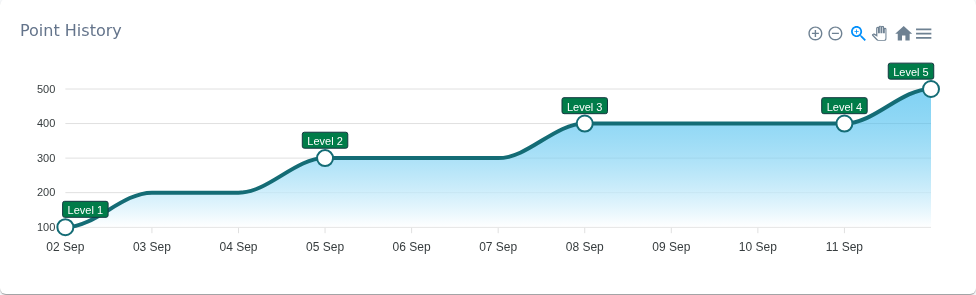 Point History
Level 5
500
Level 3
Level 4
400
Level 2
300
200
Level 1
100
02 Sep
03 Sep
04 Sep
05 Sep
06 Sep
07 Sep
08 Sep
09 Sep
10 Sep
11 Sep